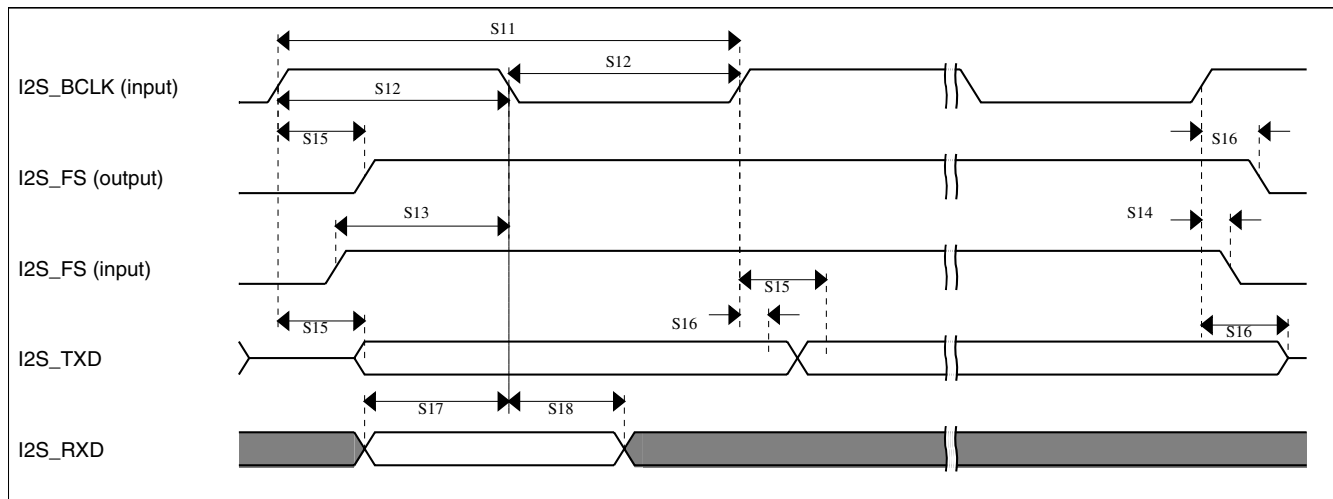 S11
I2S_BCLK (input)
S12
S12
S15
S16
I2S_FS (output)
S13
S14
I2S_FS (input)
S15
S16
S15
S16
I2S_TXD
S17
S18
I2S_RXD